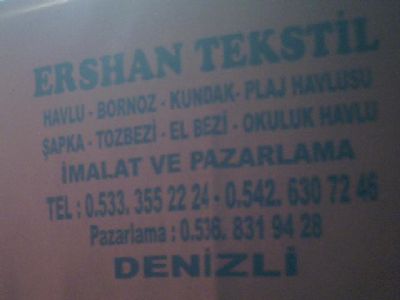 ERSHAN TEKSTİL
HAVLU - BORNOZ - KUNDAK - PLAJ HAVLUSU
ŞAPKA - TOZBEZİ - EL BEZİ - OKULUK HAVLU
İMALAT VE PAZARLAMA
TEL : 0.533. 355 22 24 - 0.542. 630 72 46
Pazarlama : 0.536. 831 94 28
DENİZLİ